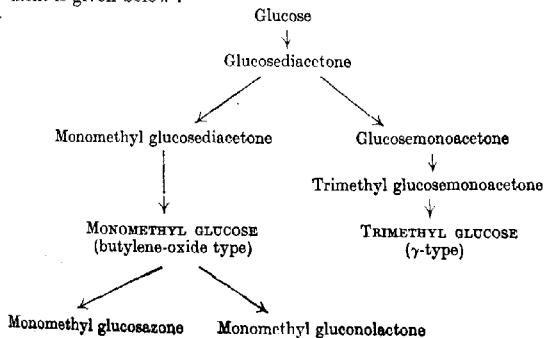 is given below :
Glucose
Glucosediacetone
Monomethyl glucosediacetone
Glucosemonoacetone
Trimethyl glucosemonoacetone
MONOMETHYL GLUCOSE
(butylene-oxide type)
TRIMETHYL GLUCOSE
(γ-type)
Monomethyl glucosazone
Monomethyl gluconolactone